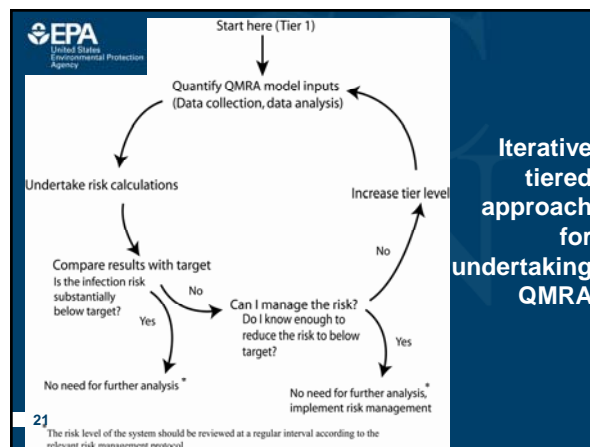 EPA
United States
Environmental Protection
Agency
Start here (Tier 1)
Quantify QMRA model inputs
(Data collection, data analysis)
Undertake risk calculations
Increase tier level
Iterative
tiered
approach
for
undertaking
QMRA
Compare results with target
Is the infection risk
substantially
below target?
No
Yes
Can I manage the risk?
Do I know enough to
reduce the risk to below
target?
No
Yes
No need for further analysis *
No need for further analysis,*
implement risk management
21
*The risk level of the system should be reviewed at a regular interval according to the
relevant risk management protocol